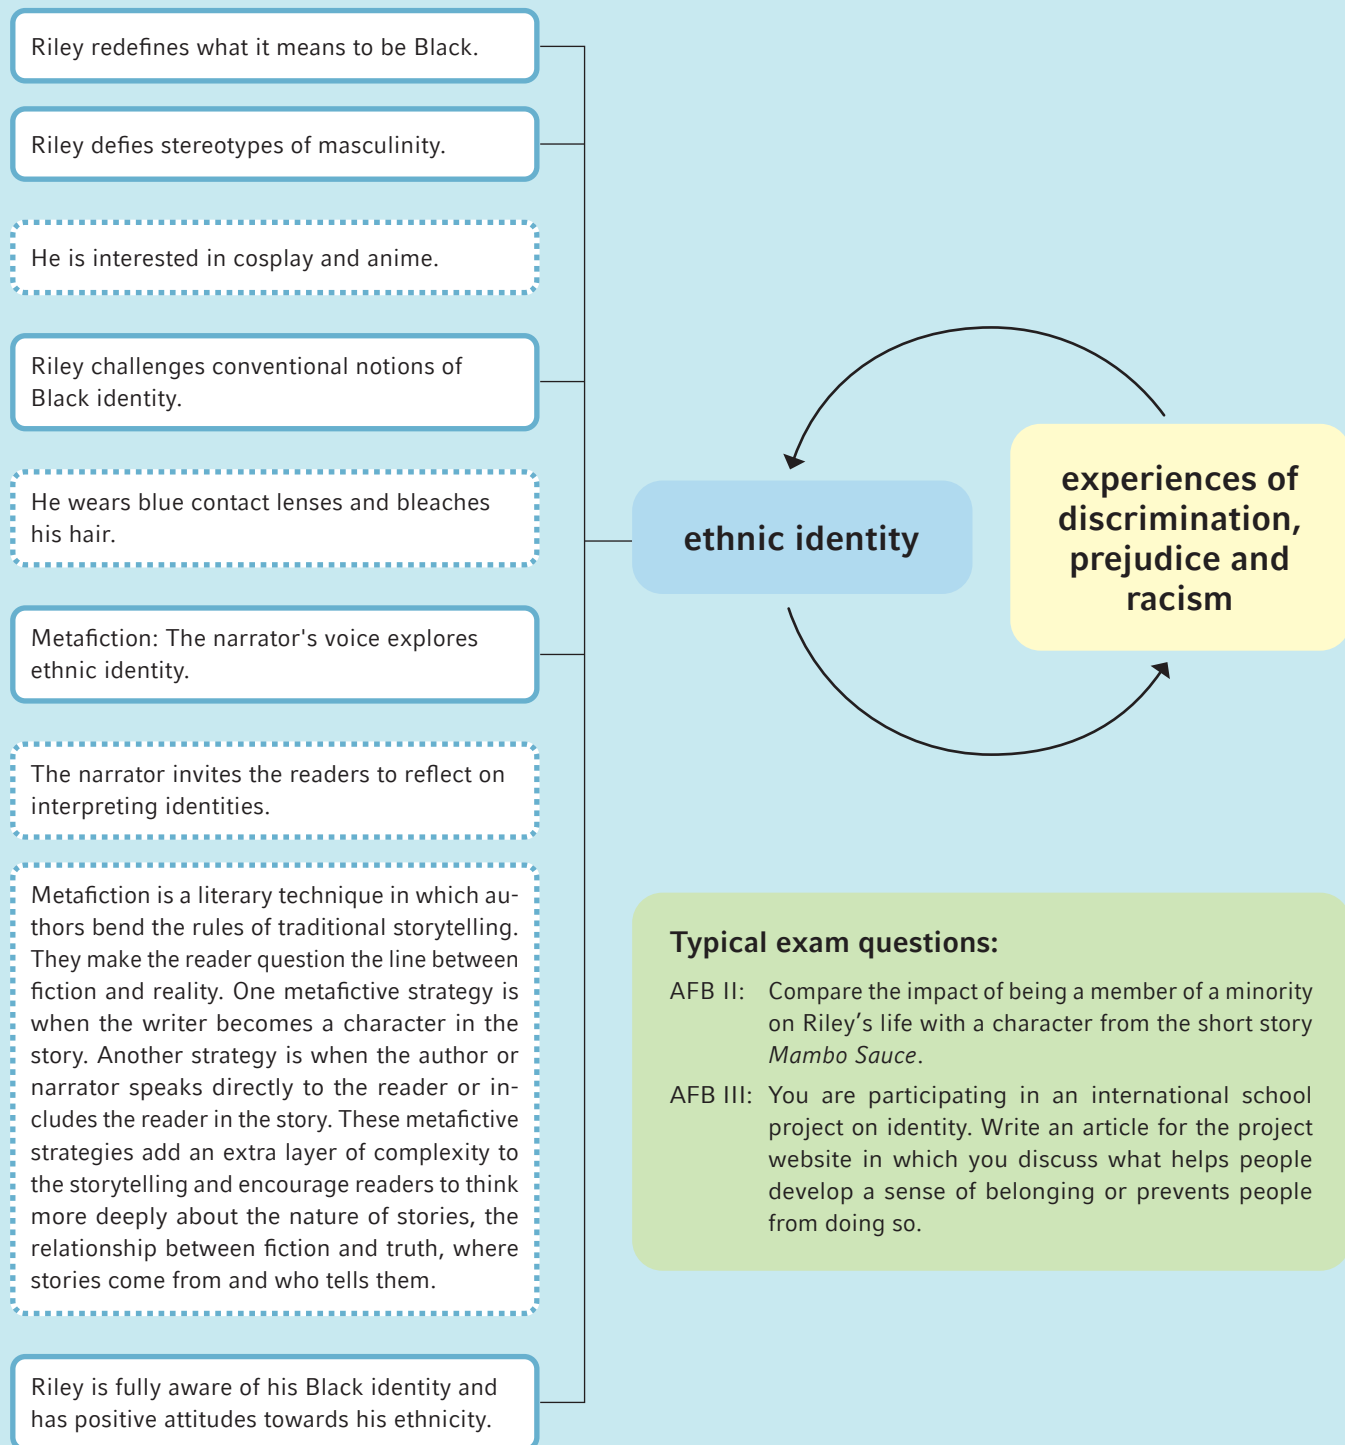 Riley redefines what it means to be Black.
Riley defies stereotypes of masculinity.
He is interested in cosplay and anime.
Riley challenges conventional notions of
Black identity.
He wears blue contact lenses and bleaches
his hair.
Metafiction: The narrator's voice explores
ethnic identity.
The narrator invites the readers to reflect on
interpreting identities.
Metafiction is a literary technique in which au-
thors bend the rules of traditional storytelling.
They make the reader question the line between
fiction and reality. One metafictive strategy is
when the writer becomes a character in the
story. Another strategy is when the author or
narrator speaks directly to the reader or in-
cludes the reader in the story. These metafictive
strategies add an extra layer of complexity to
the storytelling and encourage readers to think
more deeply about the nature of stories, the
relationship between fiction and truth, where
stories come from and who tells them.
Riley is fully aware of his Black identity and
has positive attitudes towards his ethnicity.
ethnic identity
experiences of
discrimination,
prejudice and
racism
Typical exam questions:
AFB II: Compare the impact of being a member of a minority
on Riley’s life with a character from the short story
Mambo Sauce.
AFB III: You are participating in an international school
project on identity. Write an article for the project
website in which you discuss what helps people
develop a sense of belonging or prevents people
from doing so.